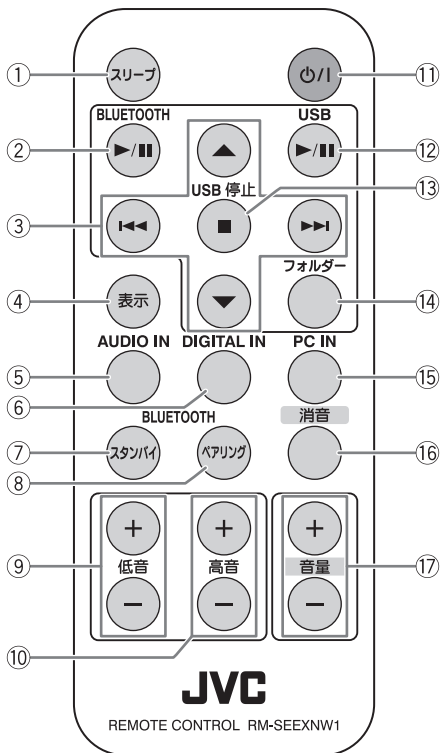 ① スリープ ⏻/I ⑪
BLUETOOTH USB
② ►/❚❚ ▲ ►/❚❚ ⑫
USB 停止 ⑬
③ I◄◄ ■ ►►I
フォルダー
④ 表示 ▼ ⑭
AUDIO IN DIGITAL IN PC IN
⑤ ⑥ ⑮
BLUETOOTH 消音
⑦ スタンバイ ⑧ ペアリング ⑯
+ + +
⑨ 低音 高音 音量 ⑰
− − −
⑩
JVC
REMOTE CONTROL RM-SEEXNW1